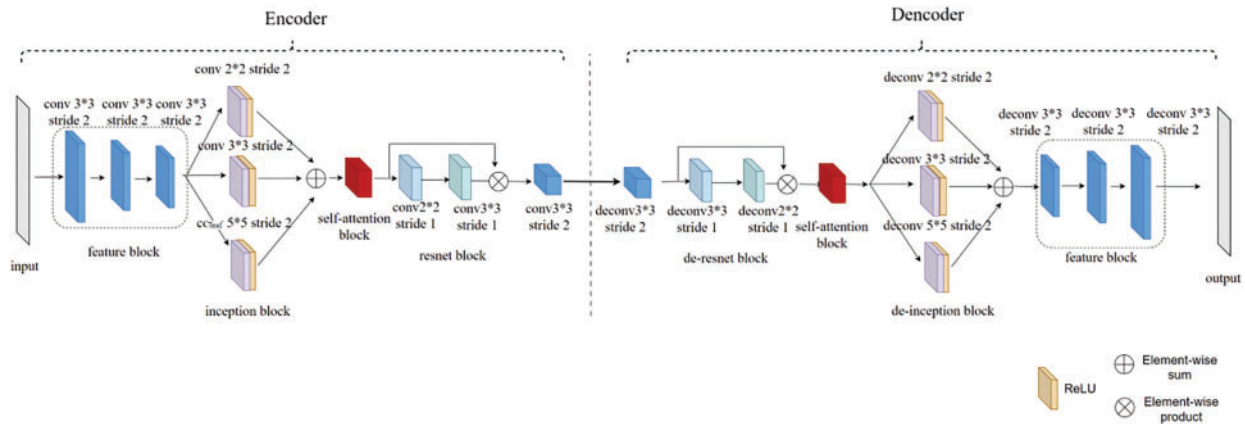 Encoder
Dencoder
conv 2*2 stride 2
conv 3*3 conv 3*3 conv 3*3
stride 2 stride 2 stride 2
conv 3*3 stride 2
5*5 stride 2
input
feature block
inception block
self-attention
block
conv2*2
stride 1
conv3*3
stride 1
resnet block
conv3*3
stride 2
deconv3*3
stride 2
deconv3*3
stride 1
deconv2*2
stride 1
de-resnet block
self-attention
block
deconv 2*2 stride 2
deconv 3*3 stride 2
deconv 5*5 stride 2
de-inception block
deconv 3*3 deconv 3*3 deconv 3*3
stride 2 stride 2 stride 2
feature block
output
ReLU
Element-wise
sum
Element-wise
product